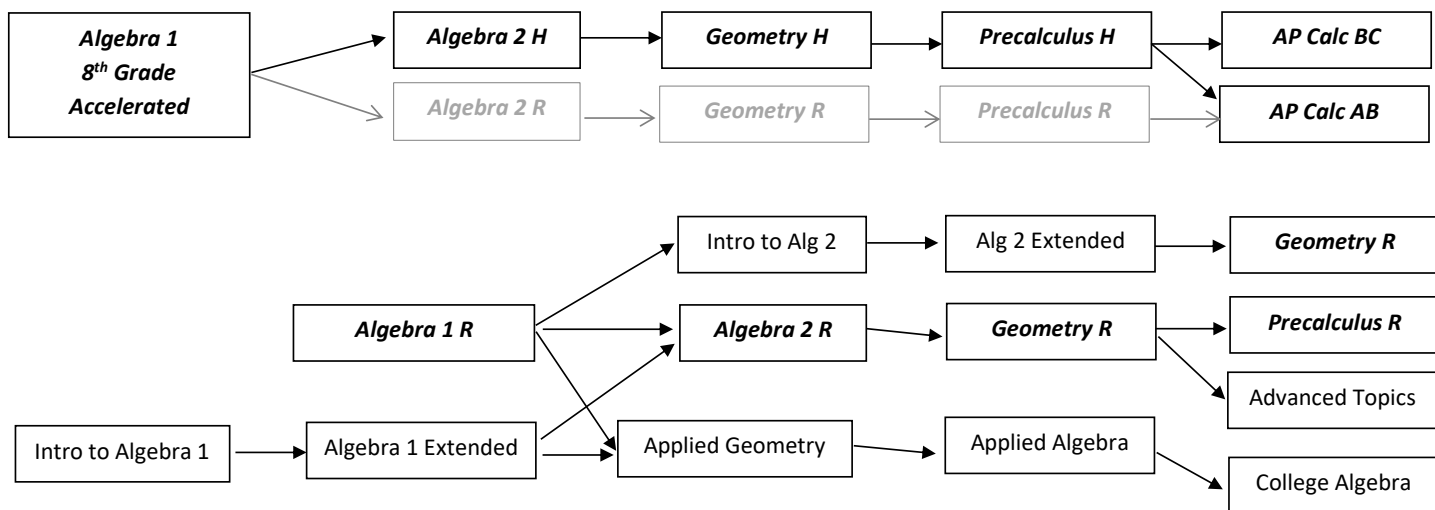 Algebra 1
8th Grade
Accelerated
Algebra 2 H
Geometry H
Precalculus H
AP Calc BC
Algebra 2 R
Geometry R
Precalculus R
AP Calc AB
Intro to Alg 2
Alg 2 Extended
Geometry R
Algebra 1 R
Algebra 2 R
Geometry R
Precalculus R
Advanced Topics
Intro to Algebra 1
Algebra 1 Extended
Applied Geometry
Applied Algebra
College Algebra